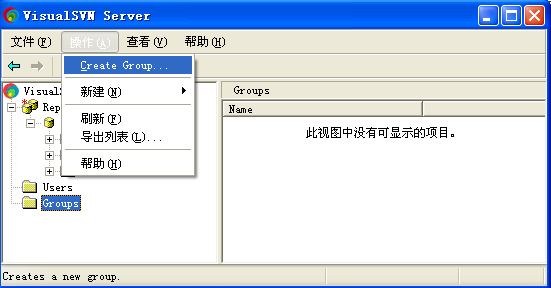 VisualSVN Server
文件(F) 操作(A) 查看(V) 帮助(H)
Create Group...
新建(N)
刷新(F)
导出列表(L)...
帮助(H)
VisualS
Rep
Users
Groups
Groups
Name
此视图中没有可显示的项目。
Creates a new group.